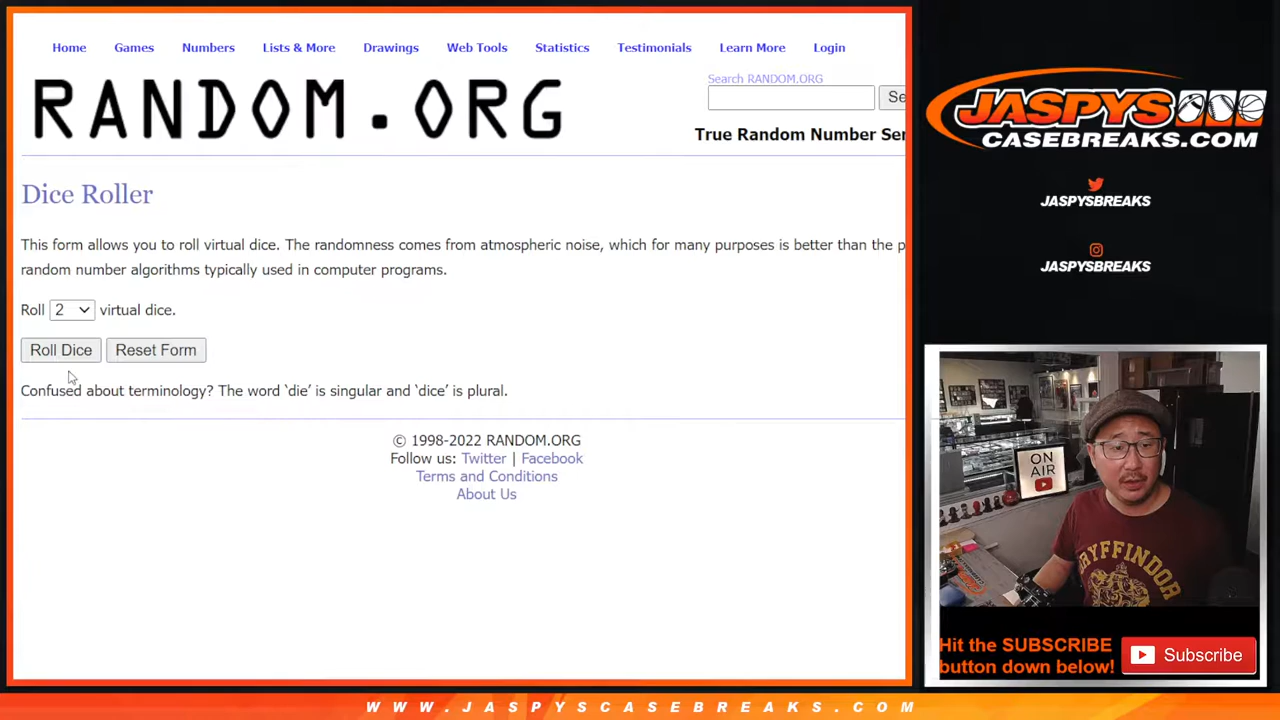 Home Games Numbers Lists & More Drawings Web Tools Statistics Testimonials Learn More Login
RANDOM.ORG
Search RANDOM.ORG
Se
True Random Number Ser
Dice Roller
This form allows you to roll virtual dice. The randomness comes from atmospheric noise, which for many purposes is better than the p
random number algorithms typically used in computer programs.
Roll 2 virtual dice.
Roll Dice Reset Form
Confused about terminology? The word ‘die’ is singular and ‘dice’ is plural.
© 1998-2022 RANDOM.ORG
Follow us: Twitter | Facebook
Terms and Conditions
About Us
JASPYS
CASEBREAKS.COM
JASPYSBREAKS
JASPYSBREAKS
ON
AIR
GRYFFINDOR
Hit the SUBSCRIBE
button down below!
Subscribe
WWW.JASPYSCASEBREAKS.COM